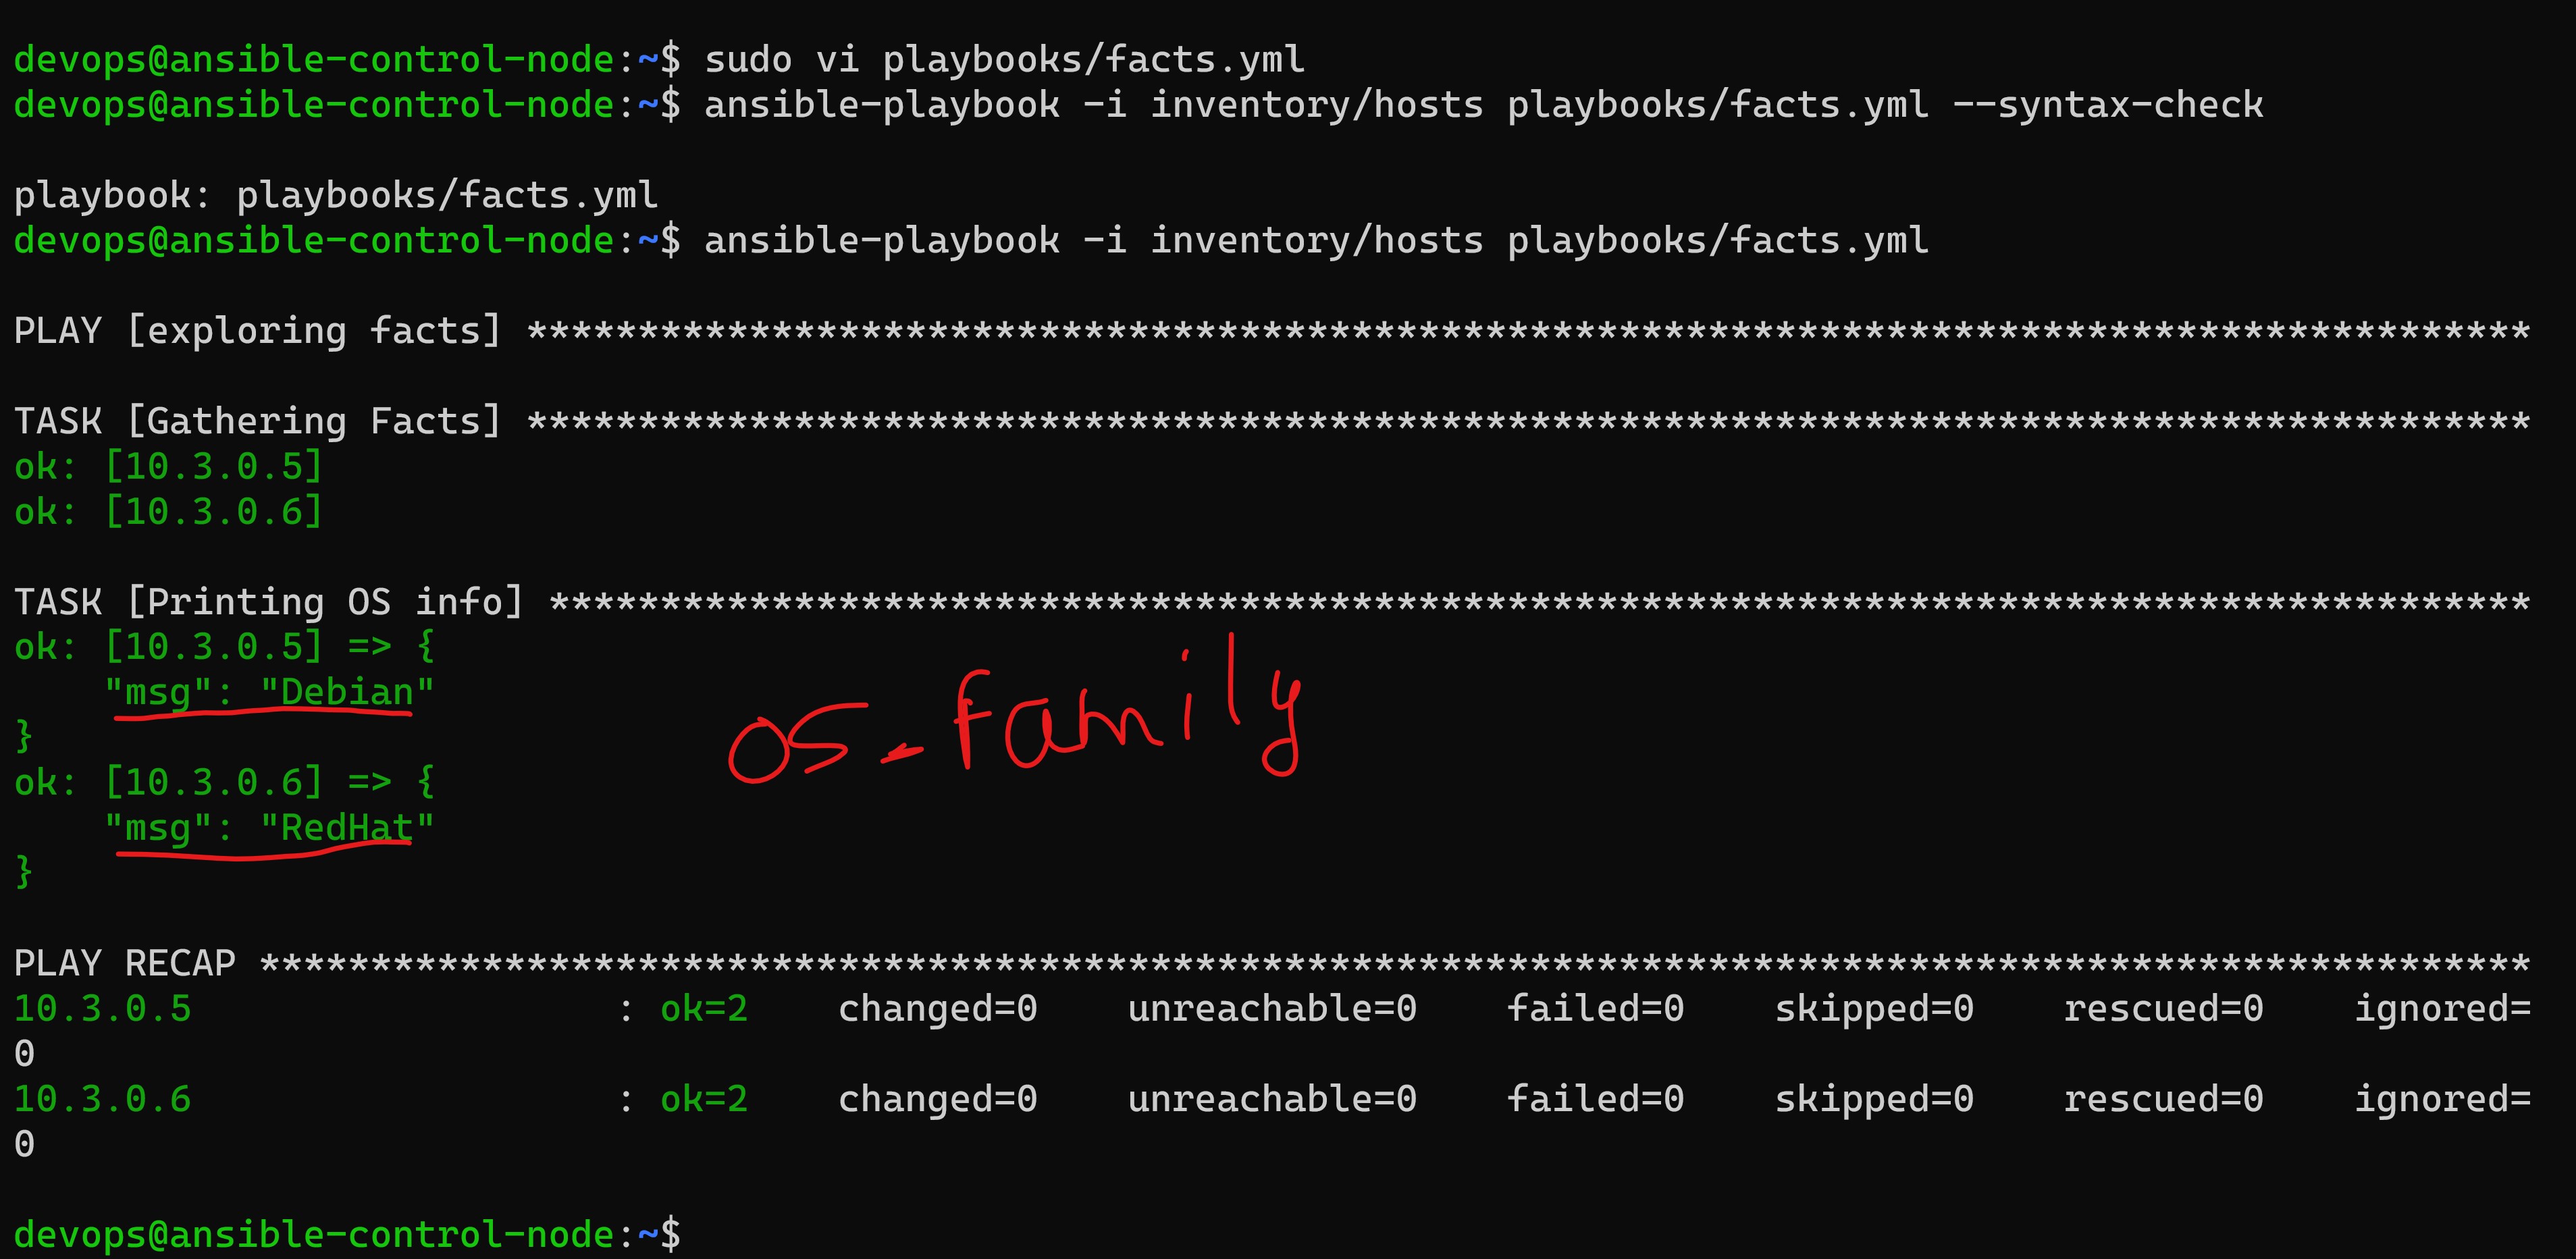 devops@ansible-control-node:~$ sudo vi playbooks/facts.yml
devops@ansible-control-node:~$ ansible-playbook -i inventory/hosts playbooks/facts.yml --syntax-check
playbook: playbooks/facts.yml
devops@ansible-control-node:~$ ansible-playbook -i inventory/hosts playbooks/facts.yml
PLAY [exploring facts] ******************************************************************************************
TASK [Gathering Facts] ******************************************************************************************
ok: [10.3.0.5]
ok: [10.3.0.6]
TASK [Printing OS info] *****************************************************************************************
ok: [10.3.0.5] => {
    "msg": "Debian"
}
os_family
ok: [10.3.0.6] => {
    "msg": "RedHat"
}
PLAY RECAP ******************************************************************************************************
10.3.0.5                   : ok=2    changed=0    unreachable=0    failed=0    skipped=0    rescued=0    ignored=
0
10.3.0.6                   : ok=2    changed=0    unreachable=0    failed=0    skipped=0    rescued=0    ignored=
0
devops@ansible-control-node:~$